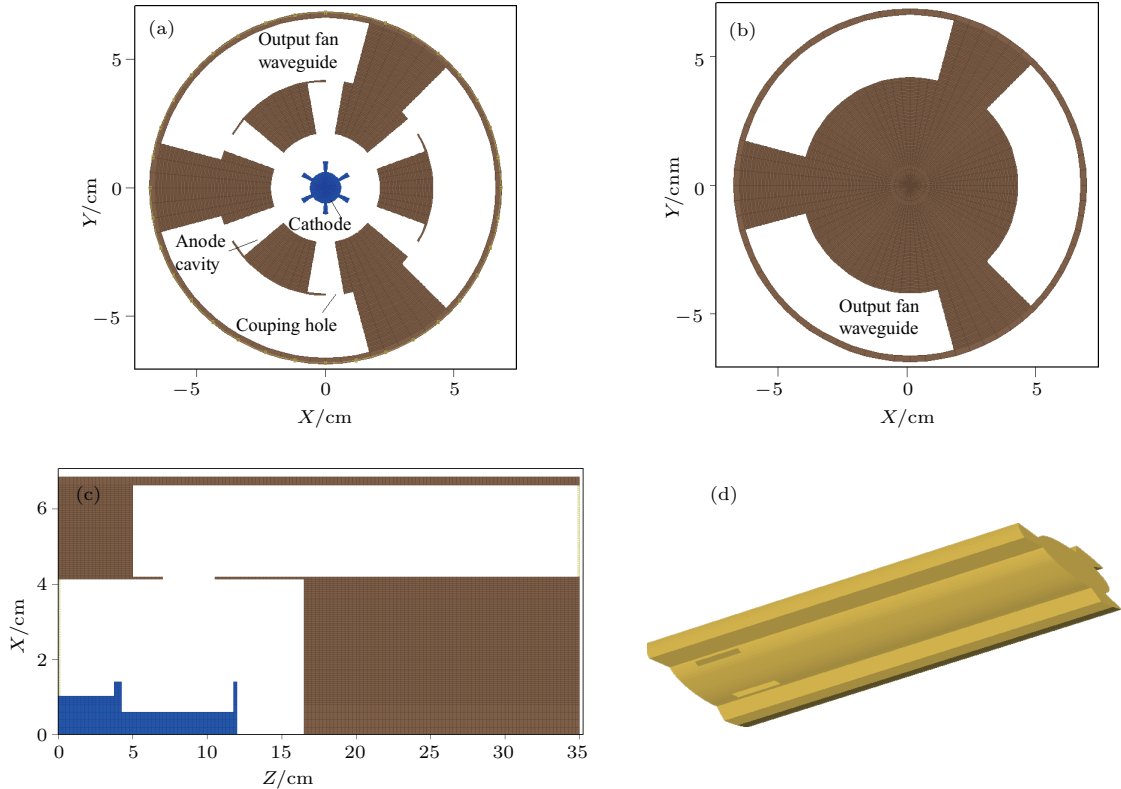 (a)
Output fan
waveguide
Cathode
Anode
cavity
Couping hole
5
0
−5
Y/cm
−5
0
5
X/cm
(b)
Output fan
waveguide
5
0
−5
Y/cnm
−5
0
5
X/cm
(c)
6
4
2
0
X/cm
0
5
10
15
20
25
30
35
Z/cm
(d)